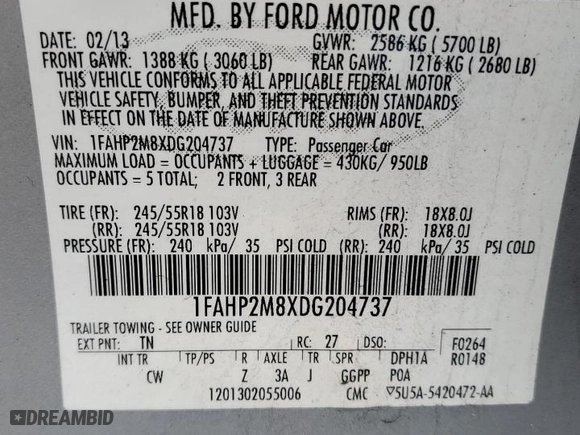 MFD. BY FORD MOTOR CO.
DATE: 02/13 GVWR: 2586 KG ( 5700 LB)
FRONT GAWR: 1388 KG ( 3060 LB) REAR GAWR: 1216 KG ( 2680 LB)
THIS VEHICLE CONFORMS TO ALL APPLICABLE FEDERAL MOTOR
VEHICLE SAFETY, BUMPER, AND THEFT PREVENTION STANDARDS
IN EFFECT ON THE DATE OF MANUFACTURE SHOWN ABOVE.
VIN: 1FAHP2M8XDG204737 TYPE: Passenger Car
MAXIMUM LOAD = OCCUPANTS + LUGGAGE = 430KG/ 950LB
OCCUPANTS = 5 TOTAL; 2 FRONT, 3 REAR
TIRE (FR): 245/55R18 103V RIMS (FR): 18X8.0J
(RR): 245/55R18 103V (RR): 18X8.0J
PRESSURE (FR): 240 kPa/ 35 PSI COLD (RR): 240 kPa/ 35 PSI COLD
1FAHP2M8XDG204737
TRAILER TOWING - SEE OWNER GUIDE
EXT PNT: TN RC: 27 DSO: F0264
INT TR TP/PS R AXLE TR SPR DPH1A R0148
CW Z 3A J GGPP POA
1201302055006 CMC ▽5U5A-5420472-AA
DREAMBID